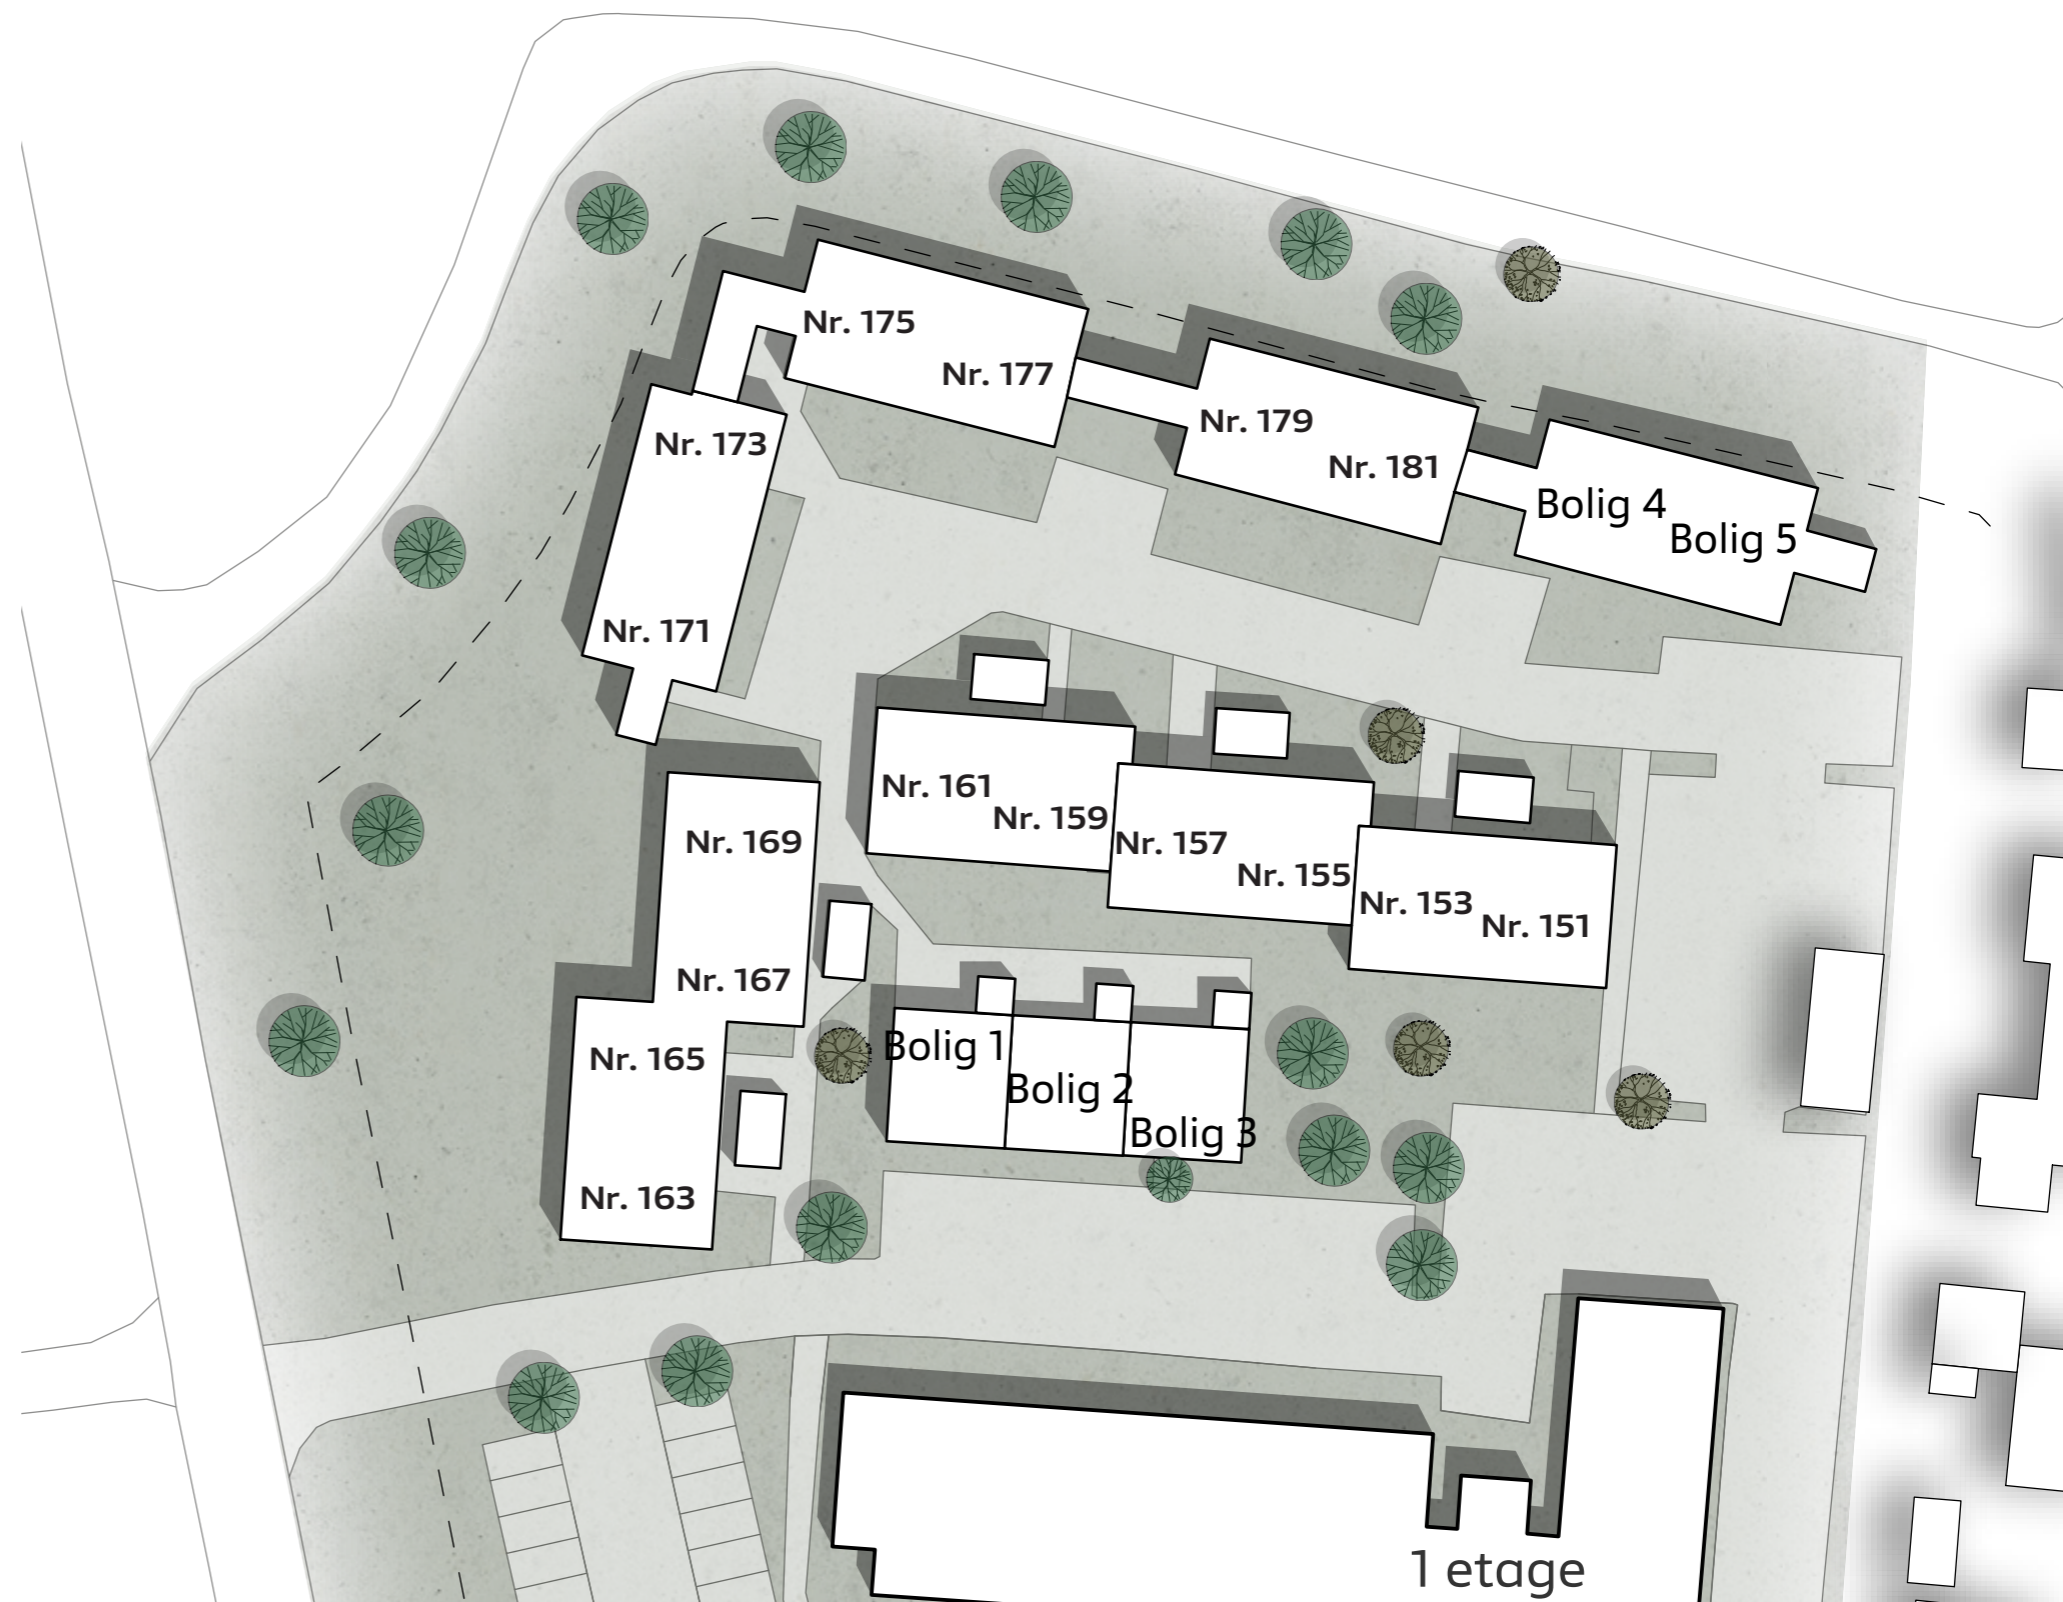 Nr. 175
Nr. 177
Nr. 179
Nr. 173
Nr. 181
Bolig 4
Bolig 5
Nr. 171
Nr. 161
Nr. 159
Nr. 169
Nr. 157
Nr. 155
Nr. 153
Nr. 151
Nr. 167
Bolig 1
Nr. 165
Bolig 2
Bolig 3
Nr. 163
1 etage